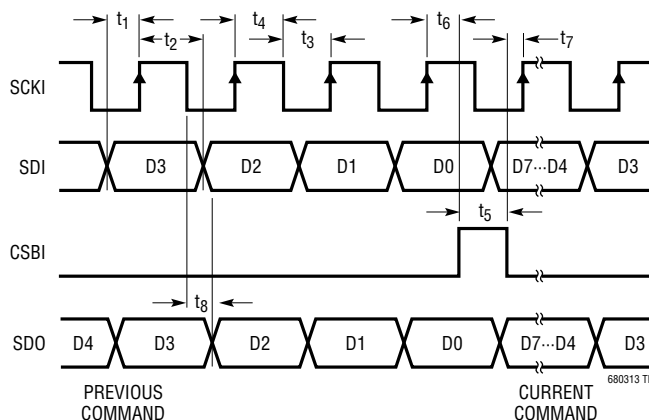 t1 t4 t6
t2 t3 t7
SCKI
SDI D3 D2 D1 D0 D7···D4 D3
t5
CSBI
t8
SDO D4 D3 D2 D1 D0 D7···D4 D3
680313
PREVIOUS COMMAND
CURRENT COMMAND